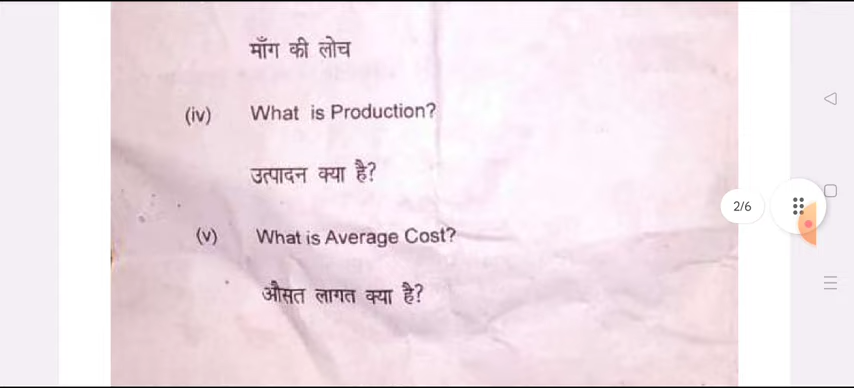 माँग की लोच
(iv) What is Production?
उत्पादन क्या है?
2/6
(v) What is Average Cost?
औसत लागत क्या है?